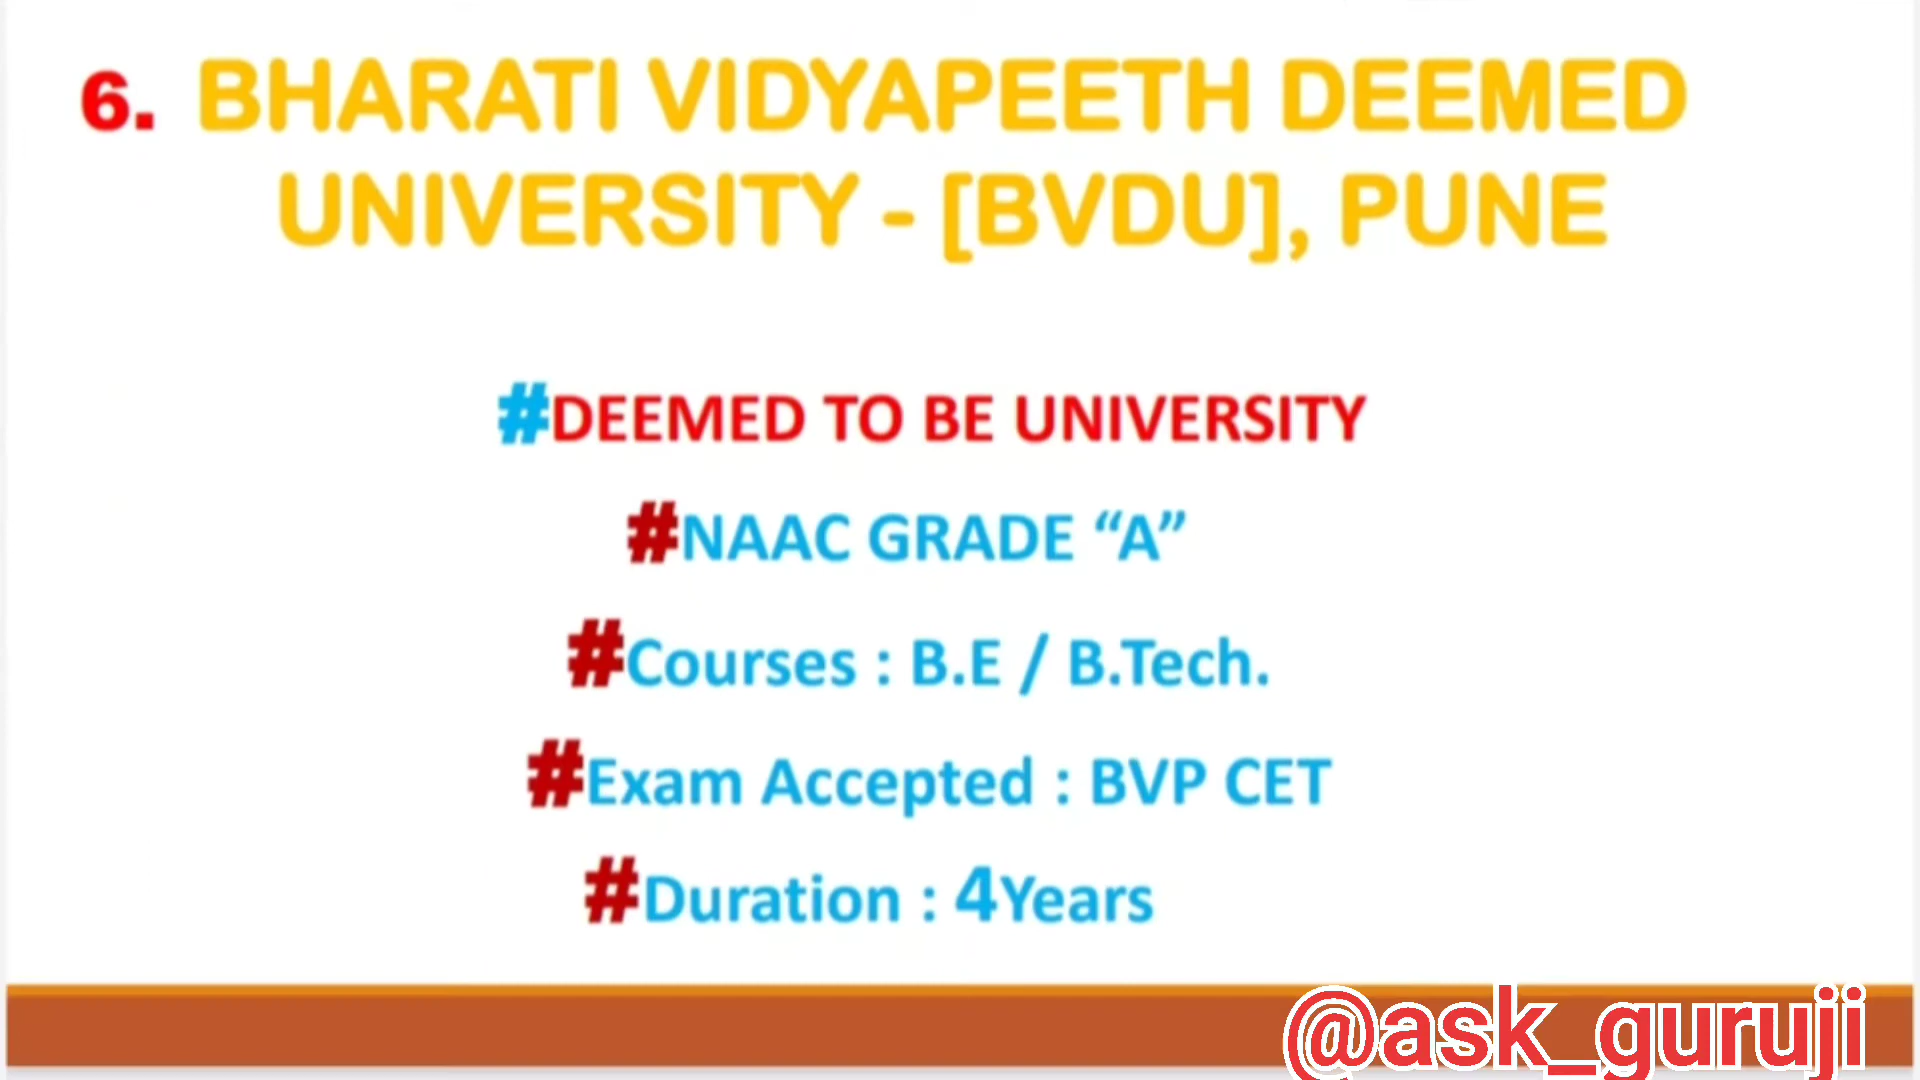 6. BHARATI VIDYAPEETH DEEMED
UNIVERSITY - [BVDU], PUNE
#DEEMED TO BE UNIVERSITY
#NAAC GRADE “A”
#Courses : B.E / B.Tech.
#Exam Accepted : BVP CET
#Duration : 4Years
@ask_guruji